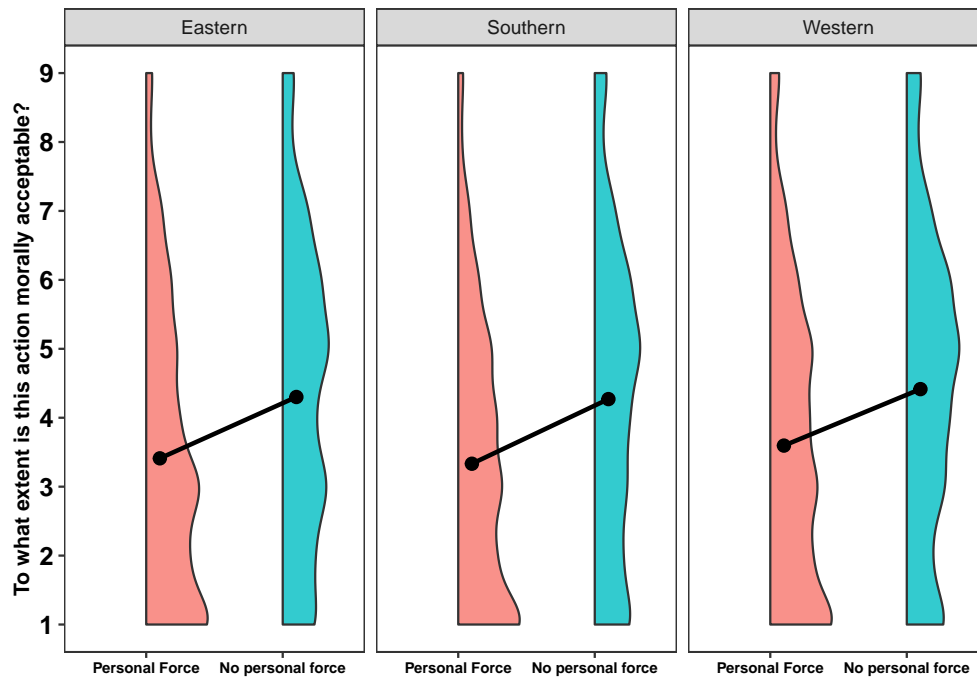 Eastern
Southern
Western
To what extent is this action morally acceptable?
9
8
7
6
5
4
3
2
1
Personal Force
No personal force
Personal Force
No personal force
Personal Force
No personal force